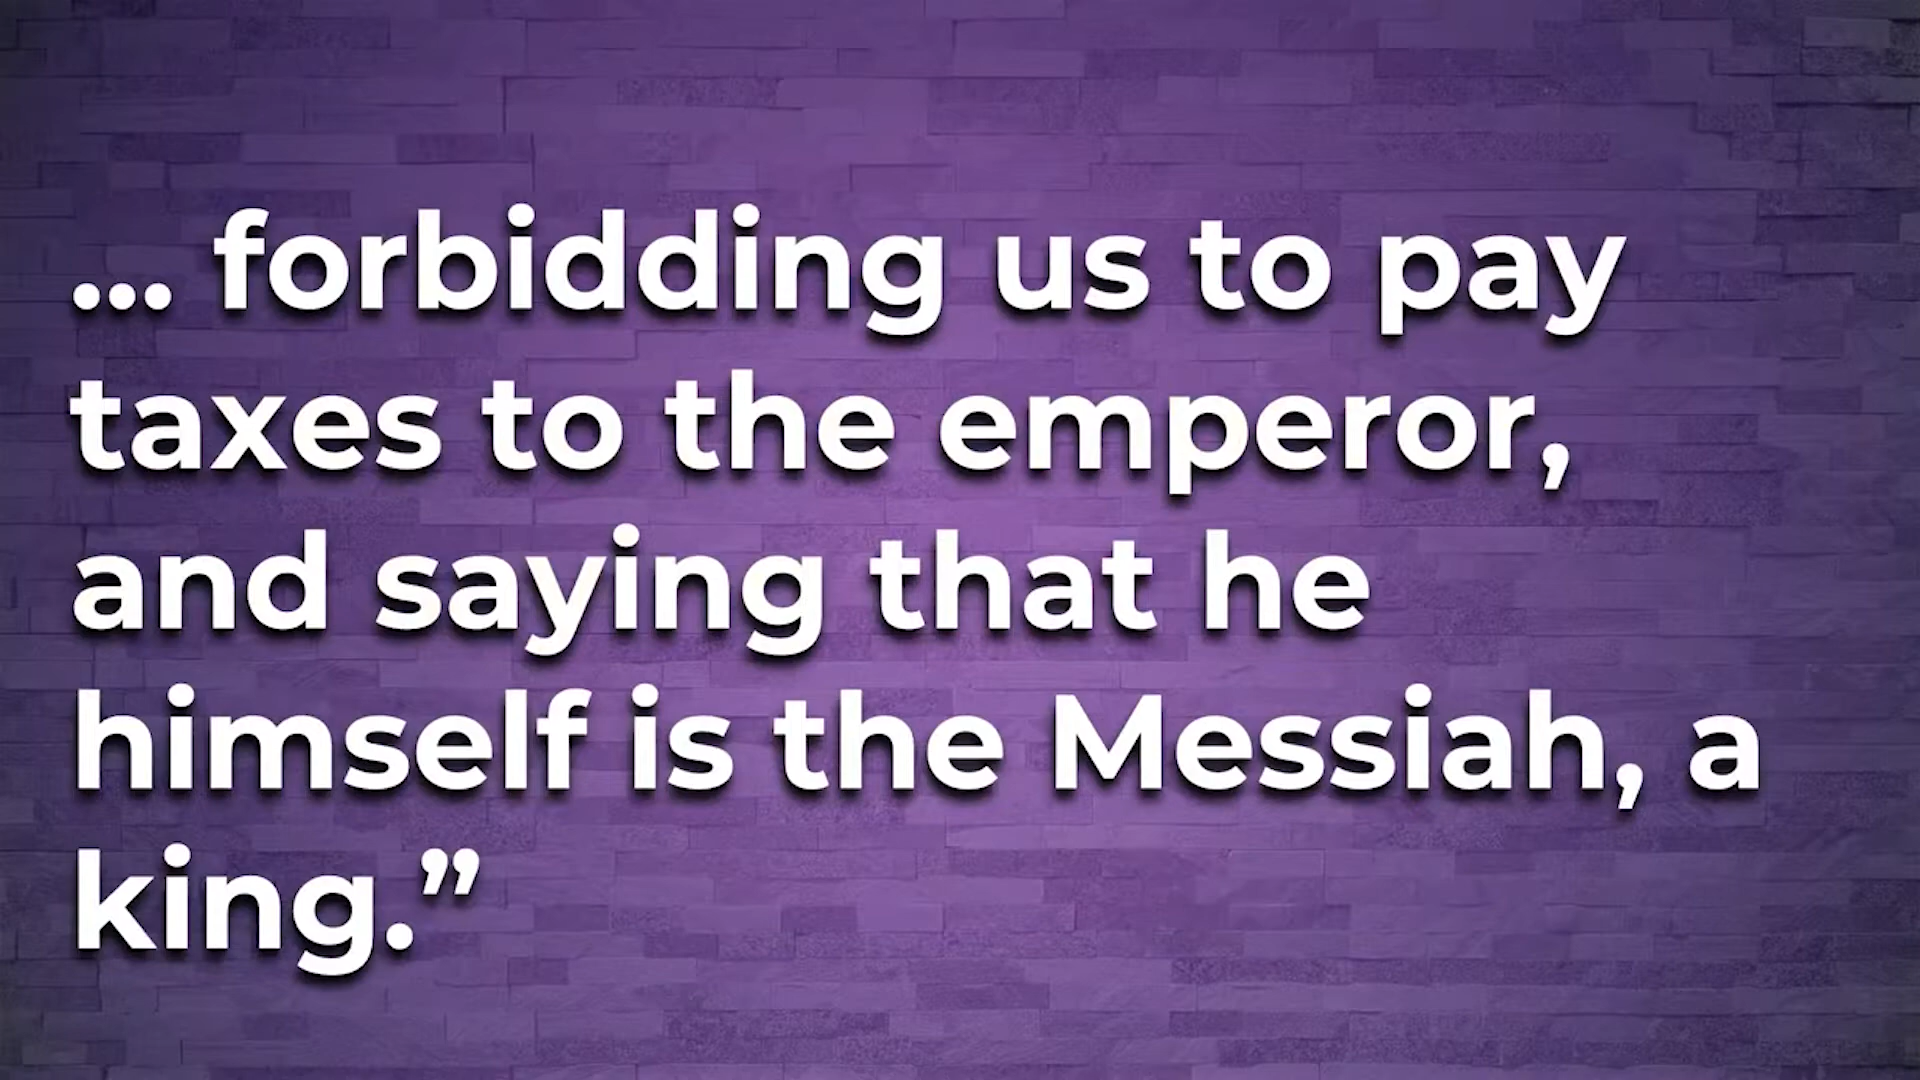 ... forbidding us to pay
taxes to the emperor,
and saying that he
himself is the Messiah, a
king.”